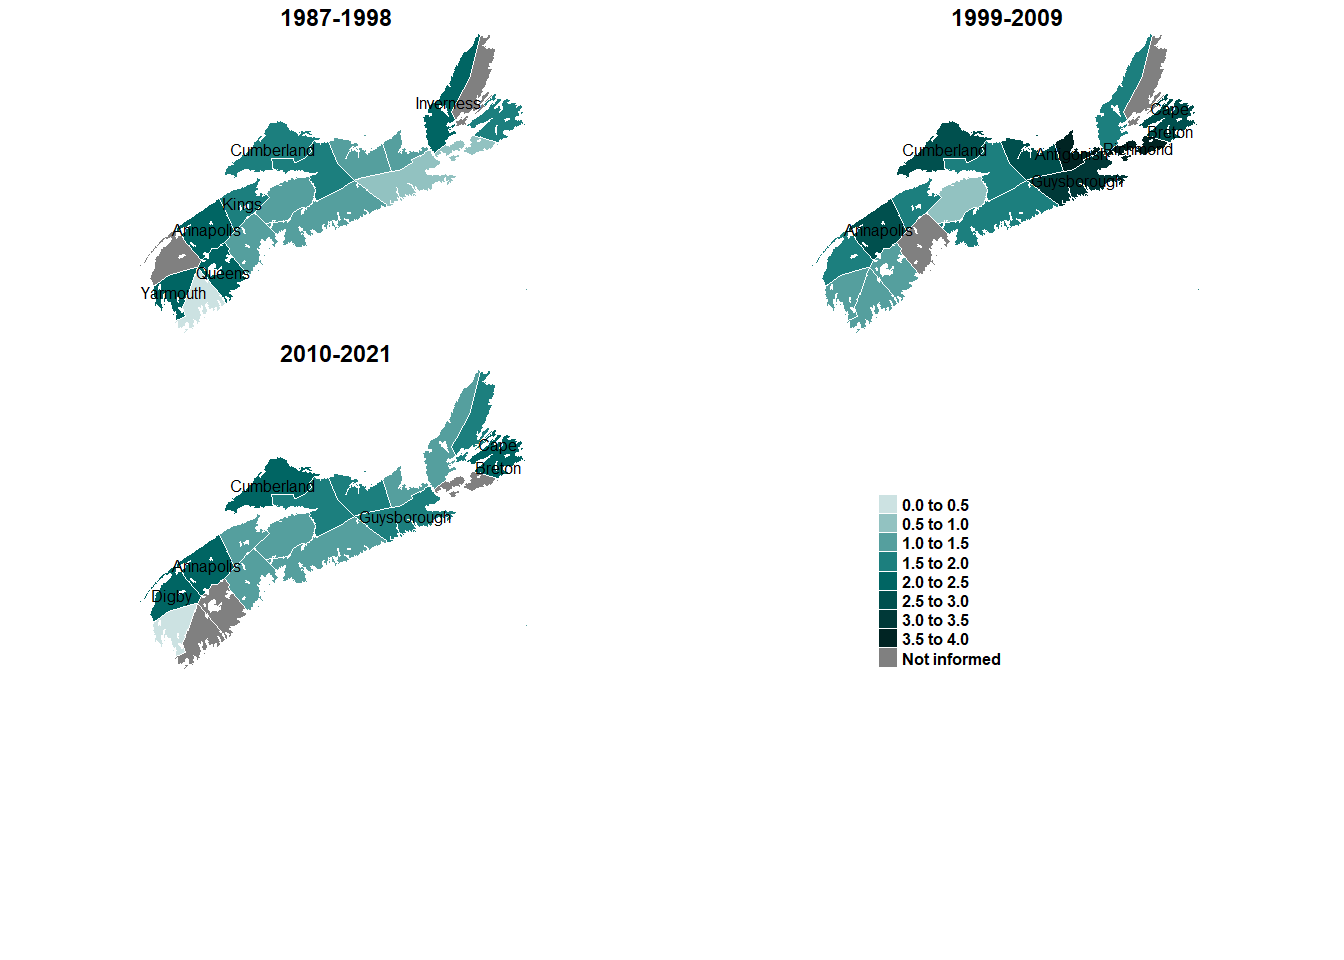 1987-1998
Inverness
Cumberland
Kings
Annapolis
Queens
Yarmouth
1999-2009
Cape
Breton
Richmond
Antigonish
Cumberland
Guysborough
Annapolis
2010-2021
Cape
Breton
Cumberland
Guysborough
Annapolis
Digby
0.0 to 0.5
0.5 to 1.0
1.0 to 1.5
1.5 to 2.0
2.0 to 2.5
2.5 to 3.0
3.0 to 3.5
3.5 to 4.0
Not informed